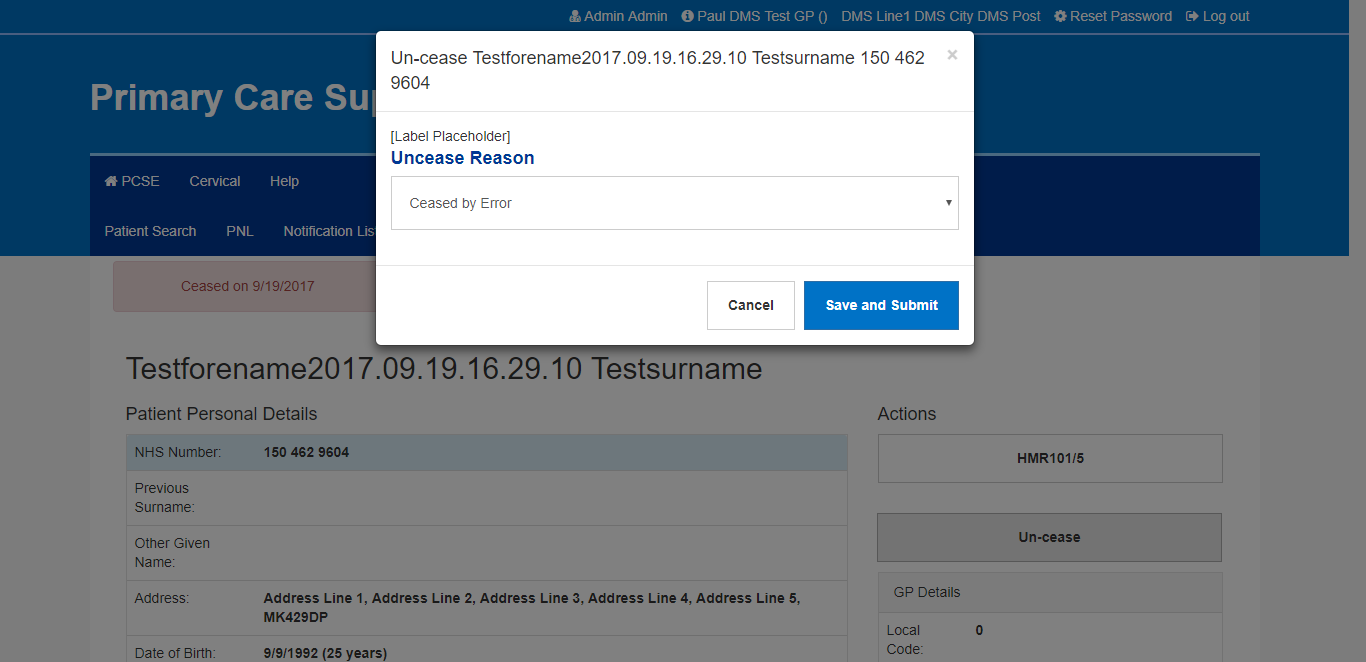 Admin Admin Paul DMS Test GP () DMS Line1 DMS City DMS Post Reset Password Log out
Un-cease Testforename2017.09.19.16.29.10 Testsurname 150 462
9604
×
Primary Care Su
[Label Placeholder]
Uncease Reason
Ceased by Error
PCSE Cervical Help
Patient Search PNL Notification Lis
Ceased on 9/19/2017
Cancel Save and Submit
Testforename2017.09.19.16.29.10 Testsurname
Patient Personal Details
NHS Number: 150 462 9604
Previous
Surname:
Other Given
Name:
Address: Address Line 1, Address Line 2, Address Line 3, Address Line 4, Address Line 5,
MK429DP
Date of Birth: 9/9/1992 (25 years)
Actions
HMR101/5
Un-cease
GP Details
Local 0
Code: